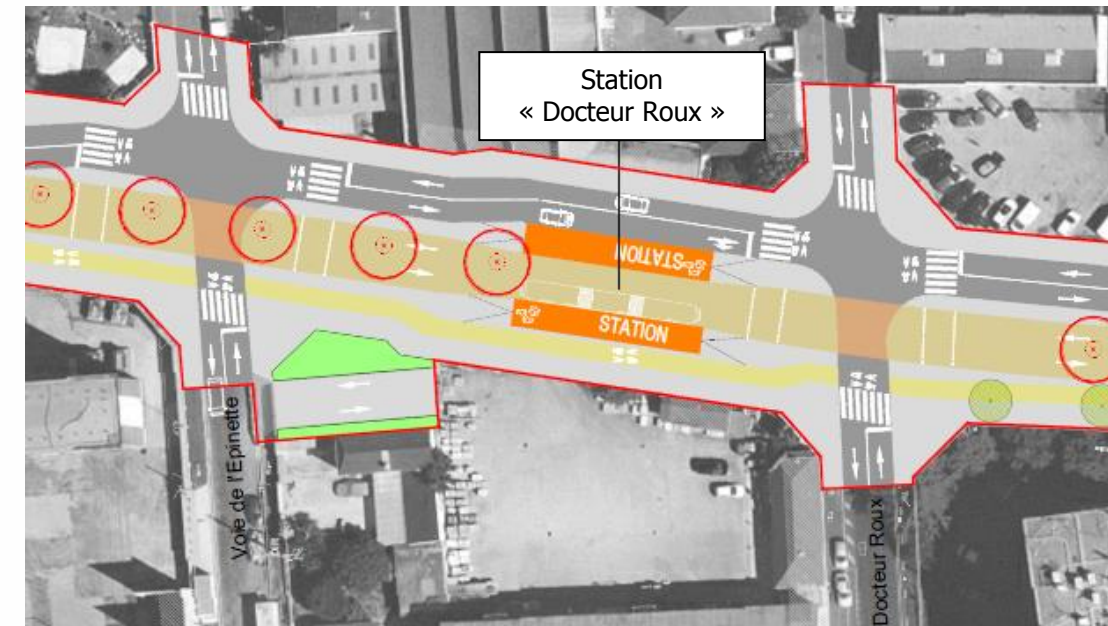 Station
« Docteur Roux »
STATION
STATION
Voie de l'Epinette
Docteur Roux